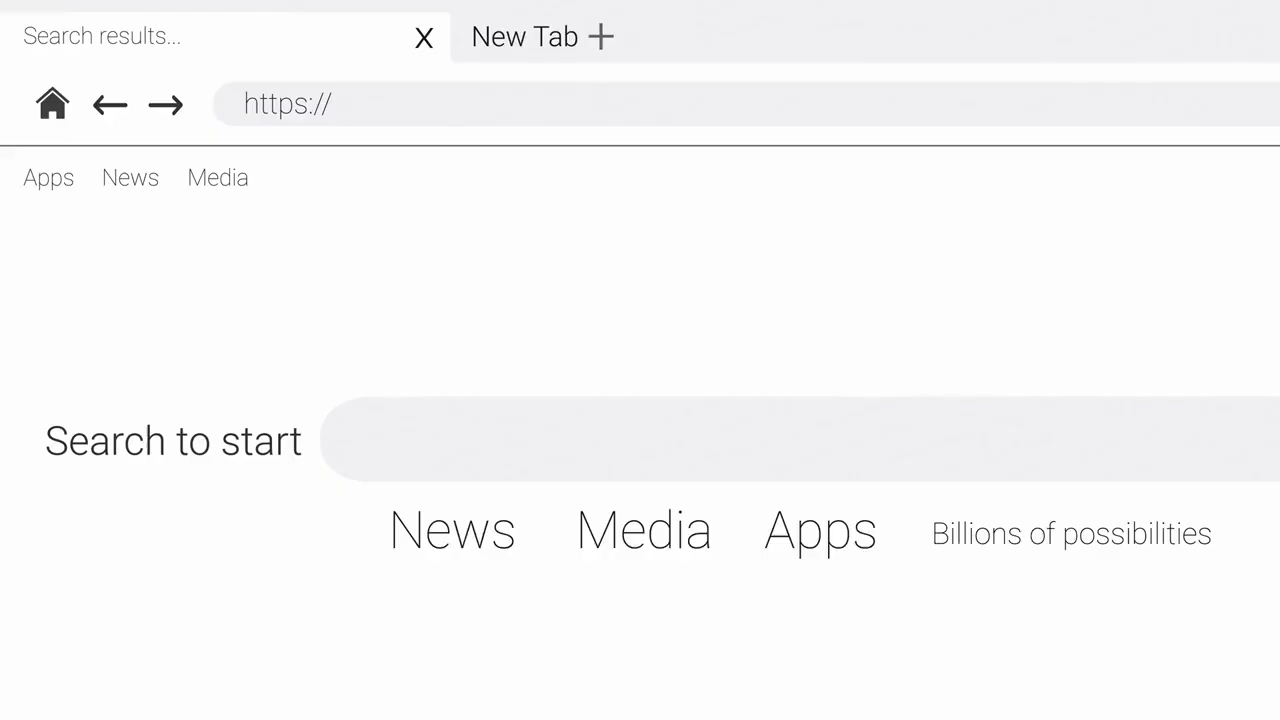 Search results... X New Tab +
https://
Apps News Media
Search to start
News Media Apps Billions of possibilities